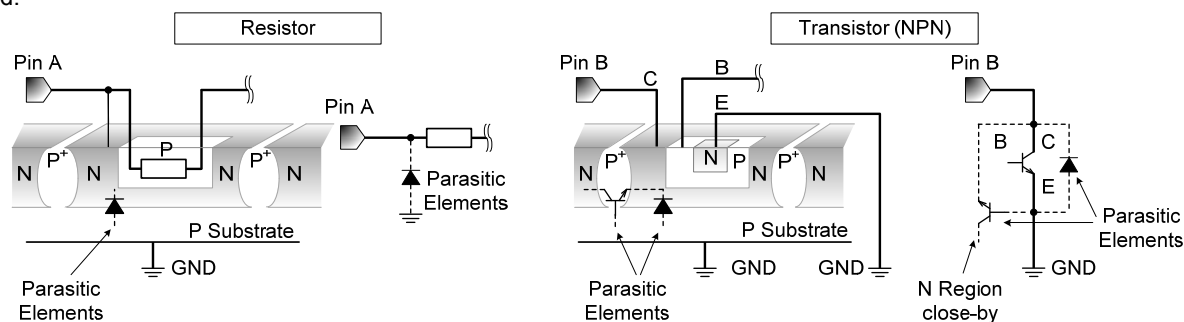 d.
Resistor
Pin A
N
P+
N
P
N
P+
N
P Substrate
GND
Parasitic
Elements
Pin A
Parasitic
Elements
Transistor (NPN)
Pin B
C
B
E
N
P+
N
N
P
N
P+
N
P Substrate
GND
GND
Parasitic
Elements
Pin B
B
C
E
Parasitic
Elements
GND
N Region
close-by